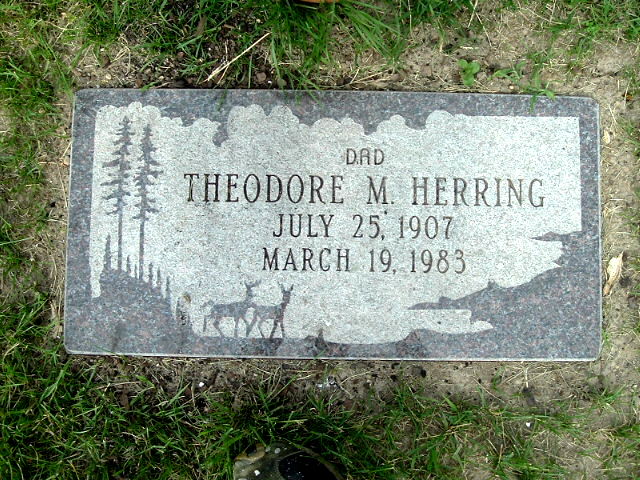 DAD
THEODORE M. HERRING
JULY 25, 1907
MARCH 19, 1983